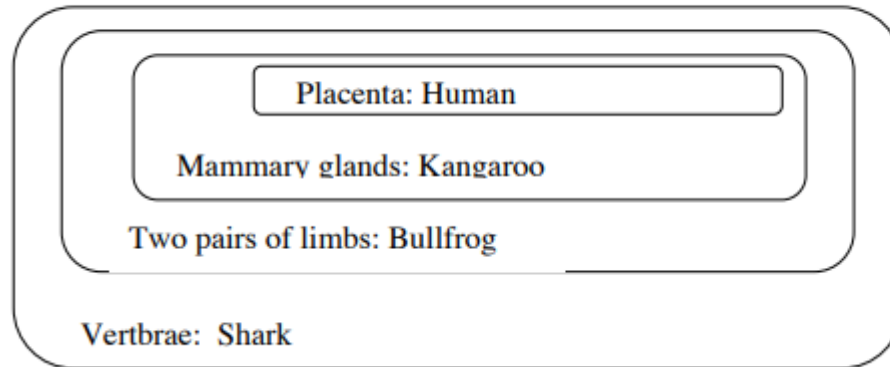 Placenta: Human
Mammary glands: Kangaroo
Two pairs of limbs: Bullfrog
Vertbrae: Shark